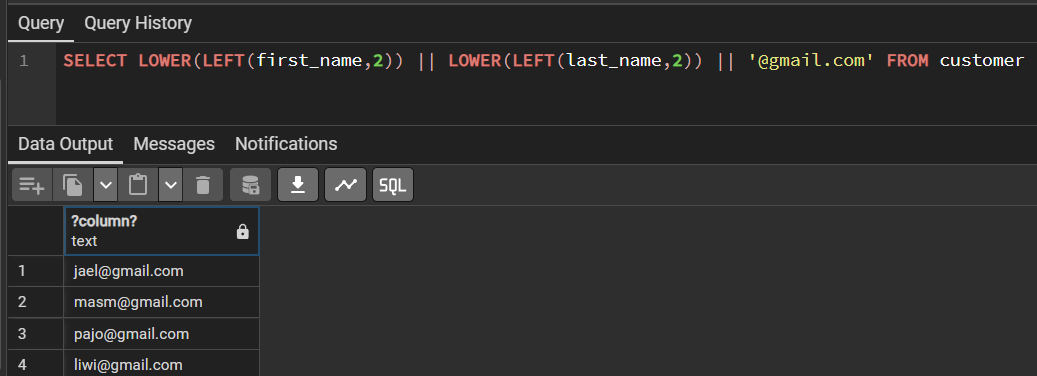 Query Query History
1 SELECT LOWER(LEFT(first_name,2)) || LOWER(LEFT(last_name,2)) || '@gmail.com' FROM customer
Data Output Messages Notifications
SQL
?column?
text
1 jael@gmail.com
2 masm@gmail.com
3 pajo@gmail.com
4 liwi@gmail.com